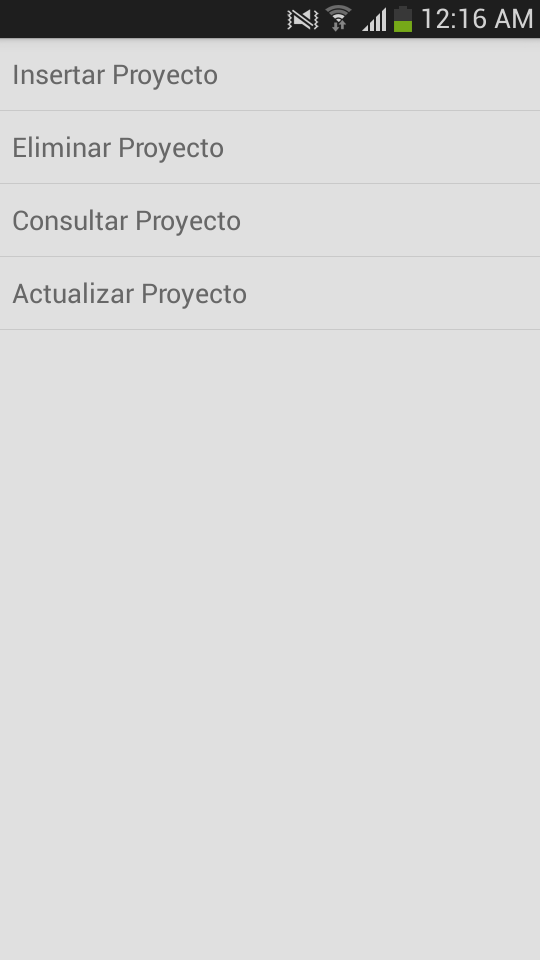 12:16 AM
Insertar Proyecto
Eliminar Proyecto
Consultar Proyecto
Actualizar Proyecto